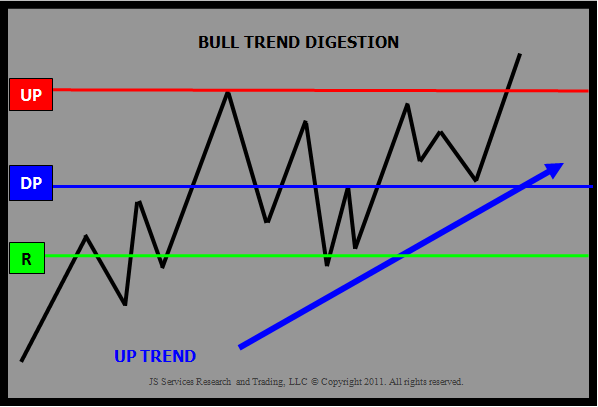 BULL TREND DIGESTION
UP
DP
R
UP TREND
JS Services Research and Trading, LLC © Copyright 2011. All rights reserved.